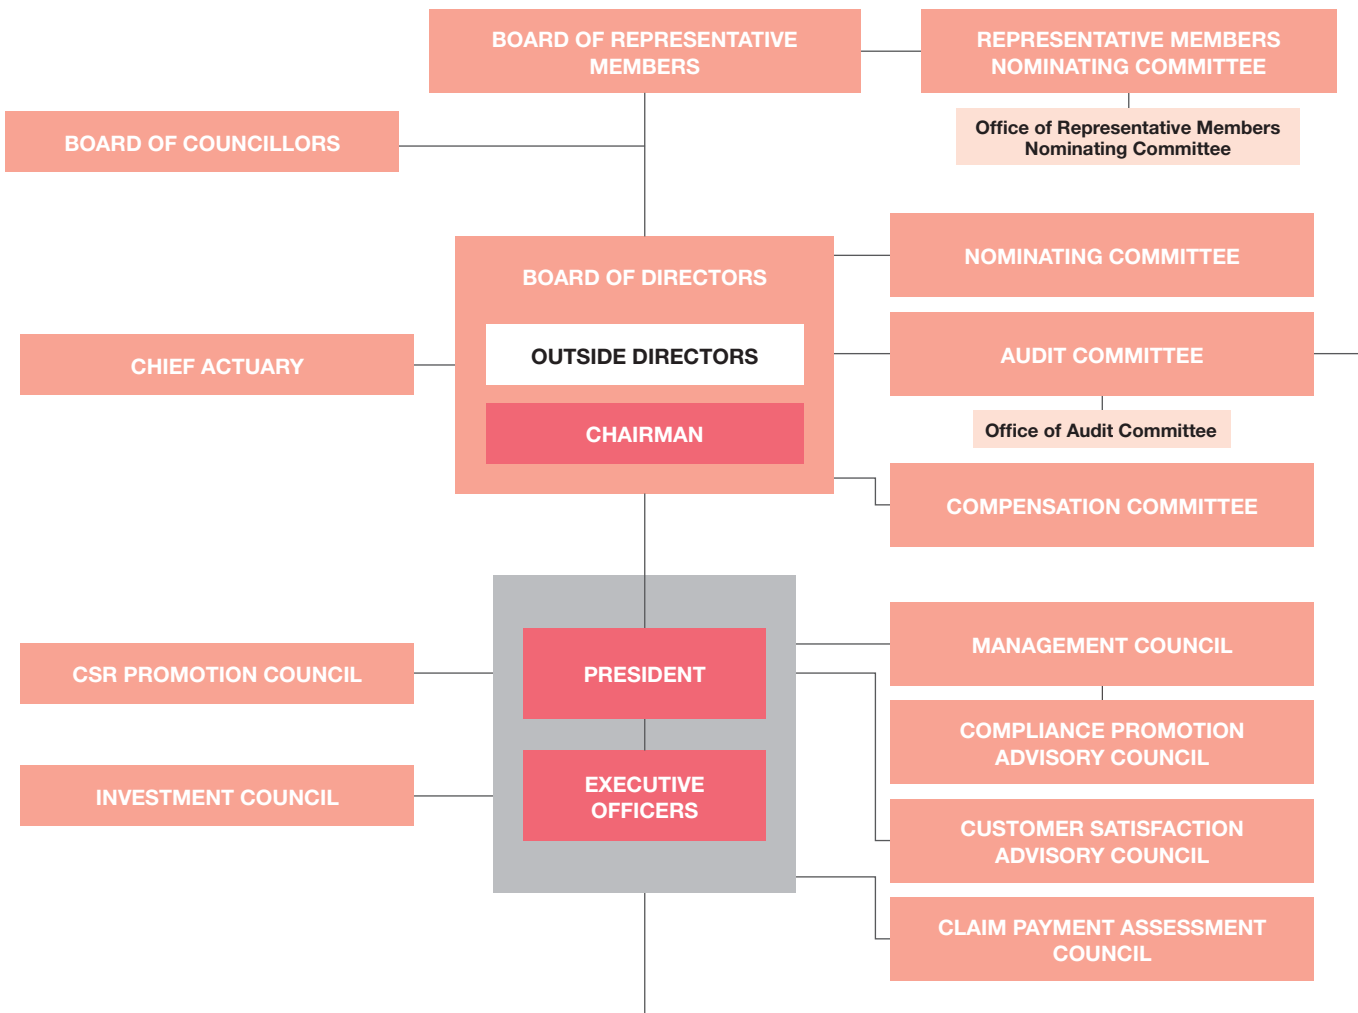 BOARD OF REPRESENTATIVE
MEMBERS
REPRESENTATIVE MEMBERS
NOMINATING COMMITTEE
Office of Representative Members
Nominating Committee
BOARD OF COUNCILLORS
BOARD OF DIRECTORS
OUTSIDE DIRECTORS
CHAIRMAN
NOMINATING COMMITTEE
CHIEF ACTUARY
AUDIT COMMITTEE
Office of Audit Committee
COMPENSATION COMMITTEE
CSR PROMOTION COUNCIL
PRESIDENT
MANAGEMENT COUNCIL
COMPLIANCE PROMOTION
ADVISORY COUNCIL
INVESTMENT COUNCIL
EXECUTIVE
OFFICERS
CUSTOMER SATISFACTION
ADVISORY COUNCIL
CLAIM PAYMENT ASSESSMENT
COUNCIL